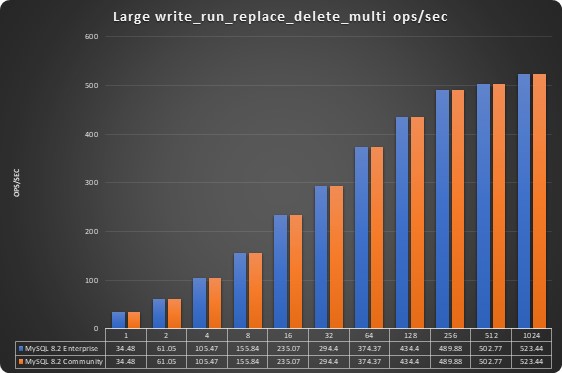 Large write_run_replace_delete_multi ops/sec
600
500
400
300
200
100
0
OPS/SEC
1 2 4 8 16 32 64 128 256 512 1024
MySQL 8.2 Enterprise 34.48 61.05 105.47 155.84 235.07 294.4 374.37 434.4 489.88 502.77 523.44
MySQL 8.2 Community 34.48 61.05 105.47 155.84 235.07 294.4 374.37 434.4 489.88 502.77 523.44